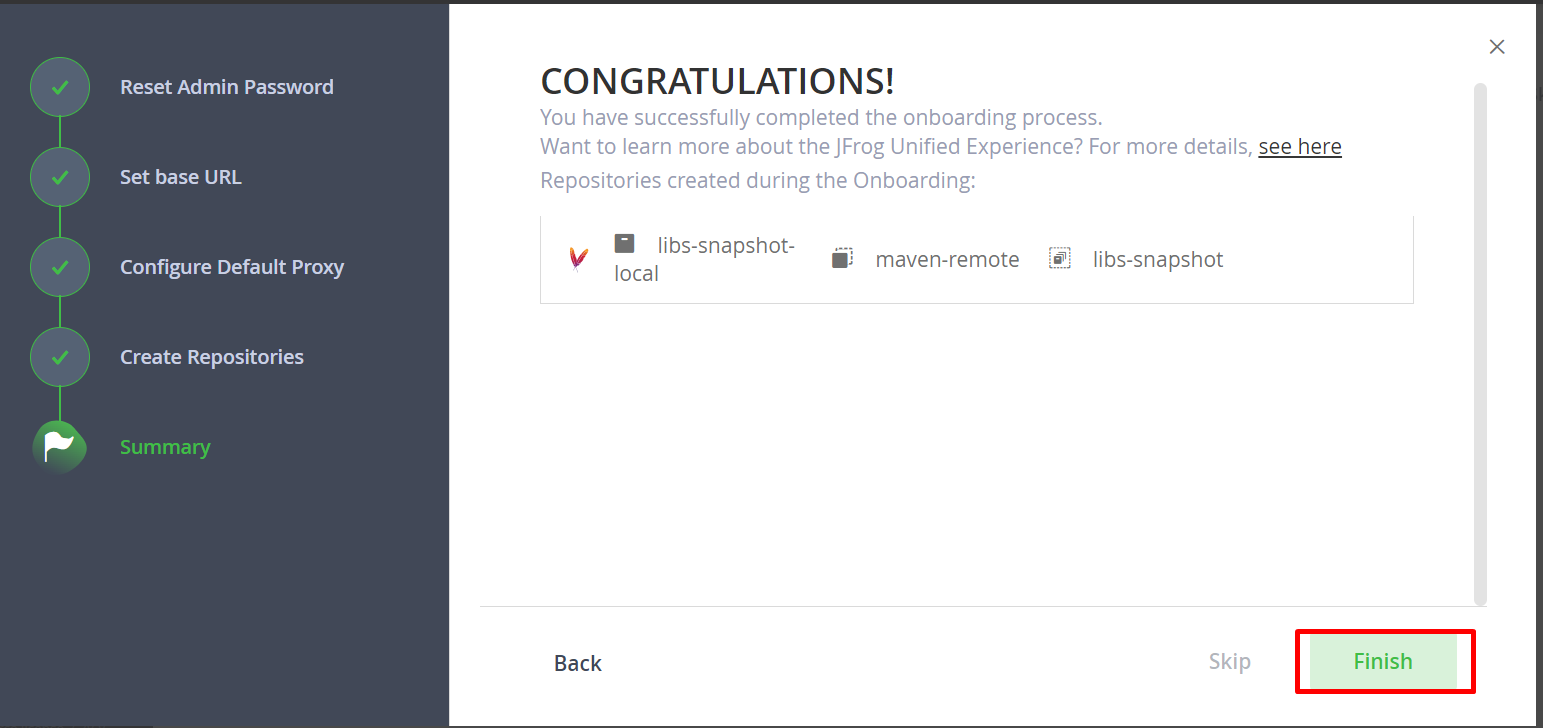 Reset Admin Password
Set base URL
Configure Default Proxy
Create Repositories
Summary
CONGRATULATIONS!
You have successfully completed the onboarding process.
Want to learn more about the JFrog Unified Experience? For more details, see here
Repositories created during the Onboarding:
libs-snapshot-
local
maven-remote
libs-snapshot
Back
Skip
Finish